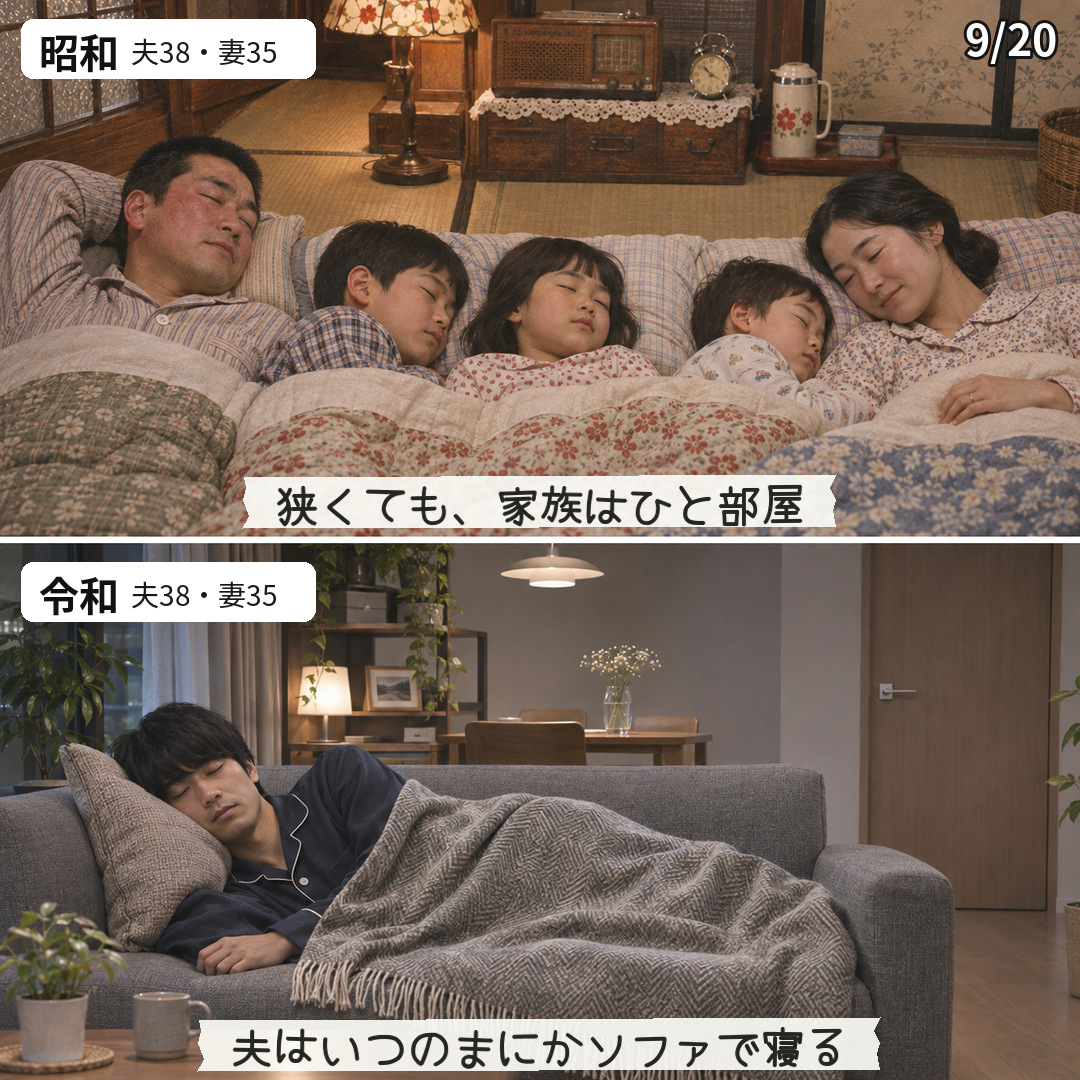 昭和 夫38・妻35
9/20
狭くても、家族はひと部屋
令和 夫38・妻35
夫はいつのまにかソファで寝る